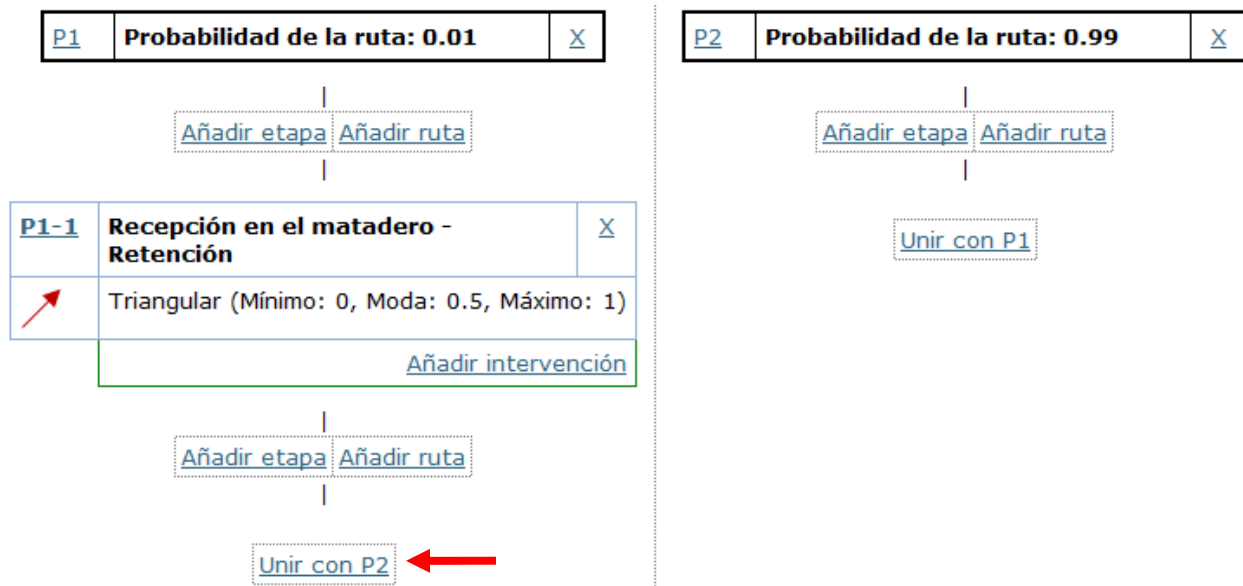 P1 Probabilidad de la ruta: 0.01 X
|
Añadir etapa Añadir ruta
|
P1-1 Recepción en el matadero -
Retención X
Triangular (Mínimo: 0, Moda: 0.5, Máximo: 1)
Añadir intervención
|
Añadir etapa Añadir ruta
|
Unir con P2
P2 Probabilidad de la ruta: 0.99 X
|
Añadir etapa Añadir ruta
|
Unir con P1